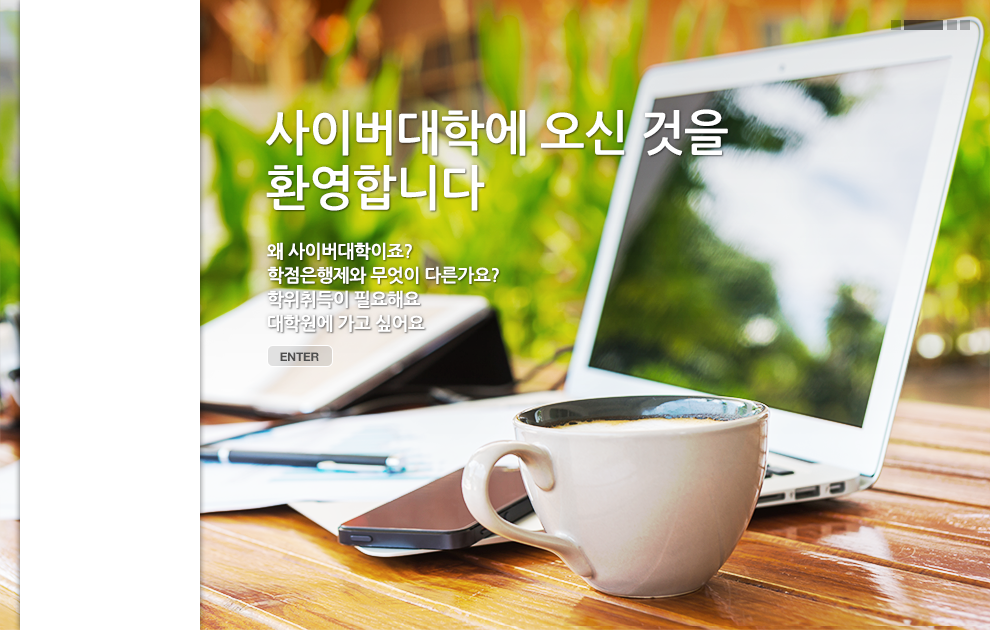 사이버대학에 오신 것을
환영합니다
왜 사이버대학이죠?
학점은행제와 무엇이 다른가요?
학위취득이 필요해요
대학원에 가고 싶어요
ENTER